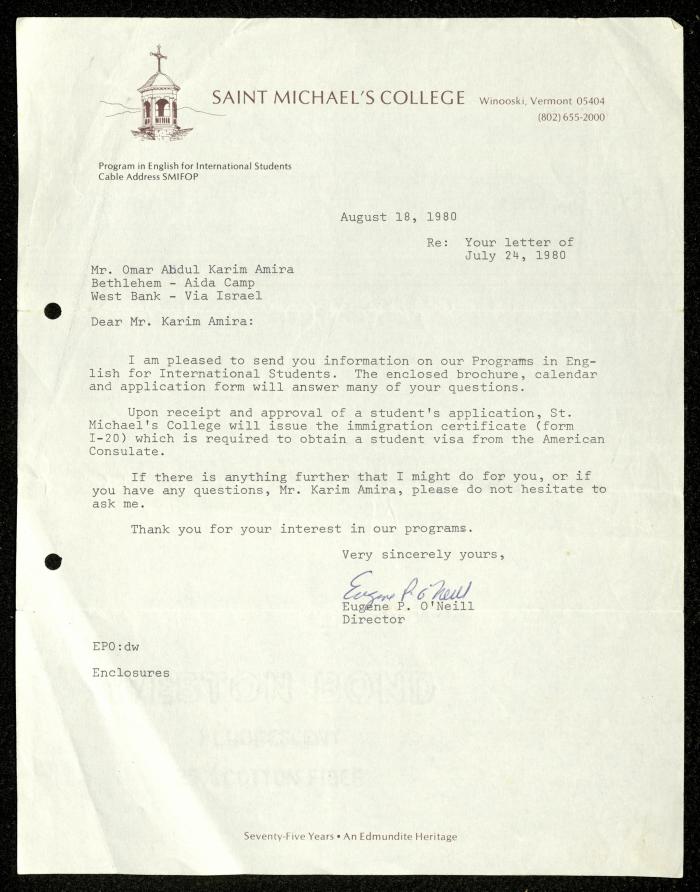 SAINT MICHAEL'S COLLEGE Winooski, Vermont 05404
(802) 655-2000
Program in English for International Students
Cable Address SMIFOP
August 18, 1980
Re: Your letter of
July 24, 1980
Mr. Omar Abdul Karim Amira
Bethlehem - Aida Camp
West Bank - Via Israel
Dear Mr. Karim Amira:
I am pleased to send you information on our Programs in Eng-
lish for International Students. The enclosed brochure, calendar
and application form will answer many of your questions.
Upon receipt and approval of a student's application, St.
Michael's College will issue the immigration certificate (form
I-20) which is required to obtain a student visa from the American
Consulate.
If there is anything further that I might do for you, or if
you have any questions, Mr. Karim Amira, please do not hesitate to
ask me.
Thank you for your interest in our programs.
Very sincerely yours,
Eugene P. O'Neill
Eugene P. O'Neill
Director
EPO:dw
Enclosures
WESTON BOND
FLUORESCENT
25% COTTON FIBER
Seventy-Five Years • An Edmundite Heritage